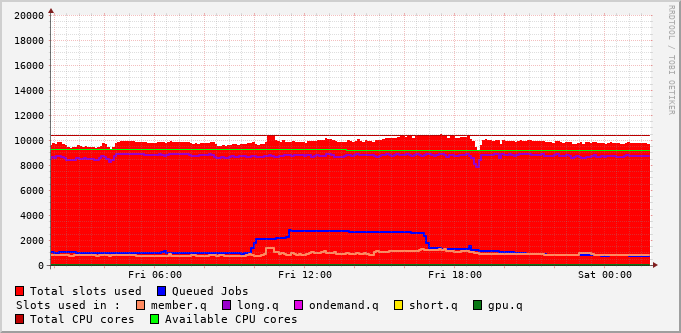 20000
18000
16000
14000
12000
10000
8000
6000
4000
2000
0
Fri 06:00 Fri 12:00 Fri 18:00 Sat 00:00
RRDTOOL / TOBI OETIKER
Total slots used Queued Jobs
Slots used in : member.q long.q ondemand.q short.q gpu.q
Total CPU cores Available CPU cores